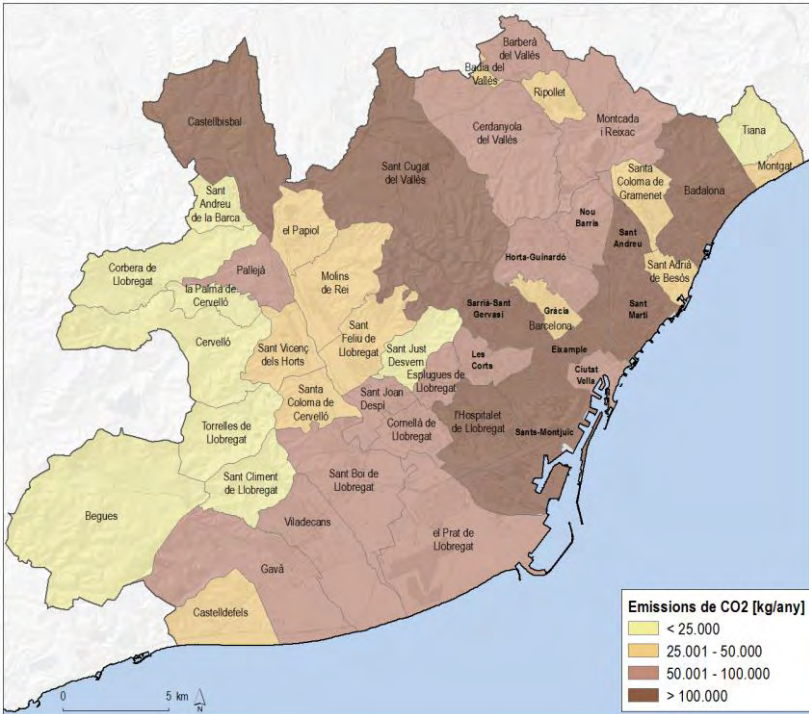 Barberà
del Vallès
Badia del
Vallès
Ripollet
Castellbisbal
Cerdanyola
del Vallès
Montcada
i Reixac
Tiana
Montgat
Sant Cugat
del Vallès
Santa
Coloma de
Gramenet
Badalona
Sant
Andreu
de la Barca
el Papiol
Nou
Barris
Sant
Andreu
Corbera de
Llobregat
Pallejà
Molins
de Rei
Horta-Guinardó
Sant Adrià
de Besòs
la Palma de
Cervelló
Sarrià-Sant
Gervasi
Gràcia
Barcelona
Sant
Martí
Cervelló
Sant Vicenç
dels Horts
Sant
Feliu de
Llobregat
Sant Just
Desvern
Les
Corts
Eixample
Esplugues de
Llobregat
Ciutat
Vella
Santa
Coloma de
Cervelló
Sant Joan
Despí
Cornellà de
Llobregat
l'Hospitalet
de Llobregat
Sants-Montjuïc
Torrelles de
Llobregat
Sant Climent
de Llobregat
Sant Boi de
Llobregat
Begues
Viladecans
el Prat de
Llobregat
Gavà
Castelldefels
Emissions de CO2 [kg/any]
< 25.000
25.001 - 50.000
50.001 - 100.000
> 100.000
0 5 km
N